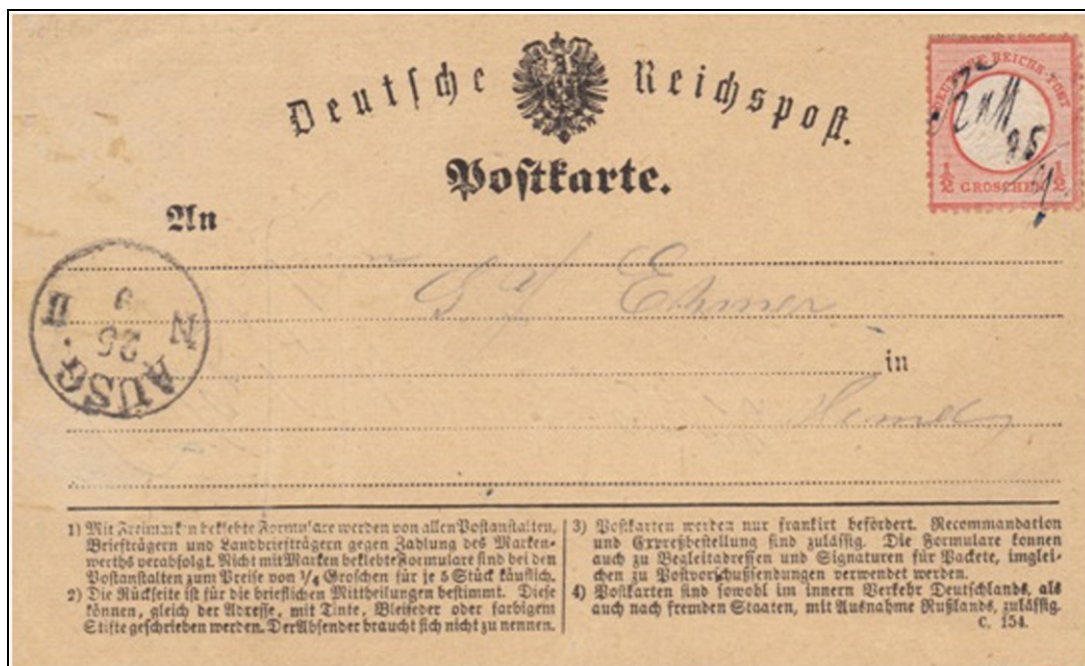 Deutsche Reichspost.
DEUTSCHE REICHS-POST
½ GROSCHEN ½
Postkarte.
An
in
AUSG. N II
26
9
1) Mit Freimarken beklebte Formulare werden von allen Postanstalten,
Briefträgern und Landbriefträgern gegen Zahlung des Marken-
werths verabfolgt. Nicht mit Marken beklebte Formulare sind bei den
Postanstalten zum Preise von ¼ Groschen für je 5 Stück käuflich.
2) Die Rückseite ist für die brieflichen Mittheilungen bestimmt. Diese
können, gleich der Adresse, mit Tinte, Bleifeder oder farbigem
Stifte geschrieben werden. Der Absender braucht sich nicht zu nennen.
3) Postkarten werden nur frankirt befördert. Recommandation
und Expreßbestellung sind zulässig. Die Formulare können
auch zu Begleitadressen und Signaturen für Packete, imglei-
chen zu Postvorschußsendungen verwendet werden.
4) Postkarten sind sowohl im innern Verkehr Deutschlands, als
auch nach fremden Staaten, mit Ausnahme Rußlands, zulässig.
C. 154.